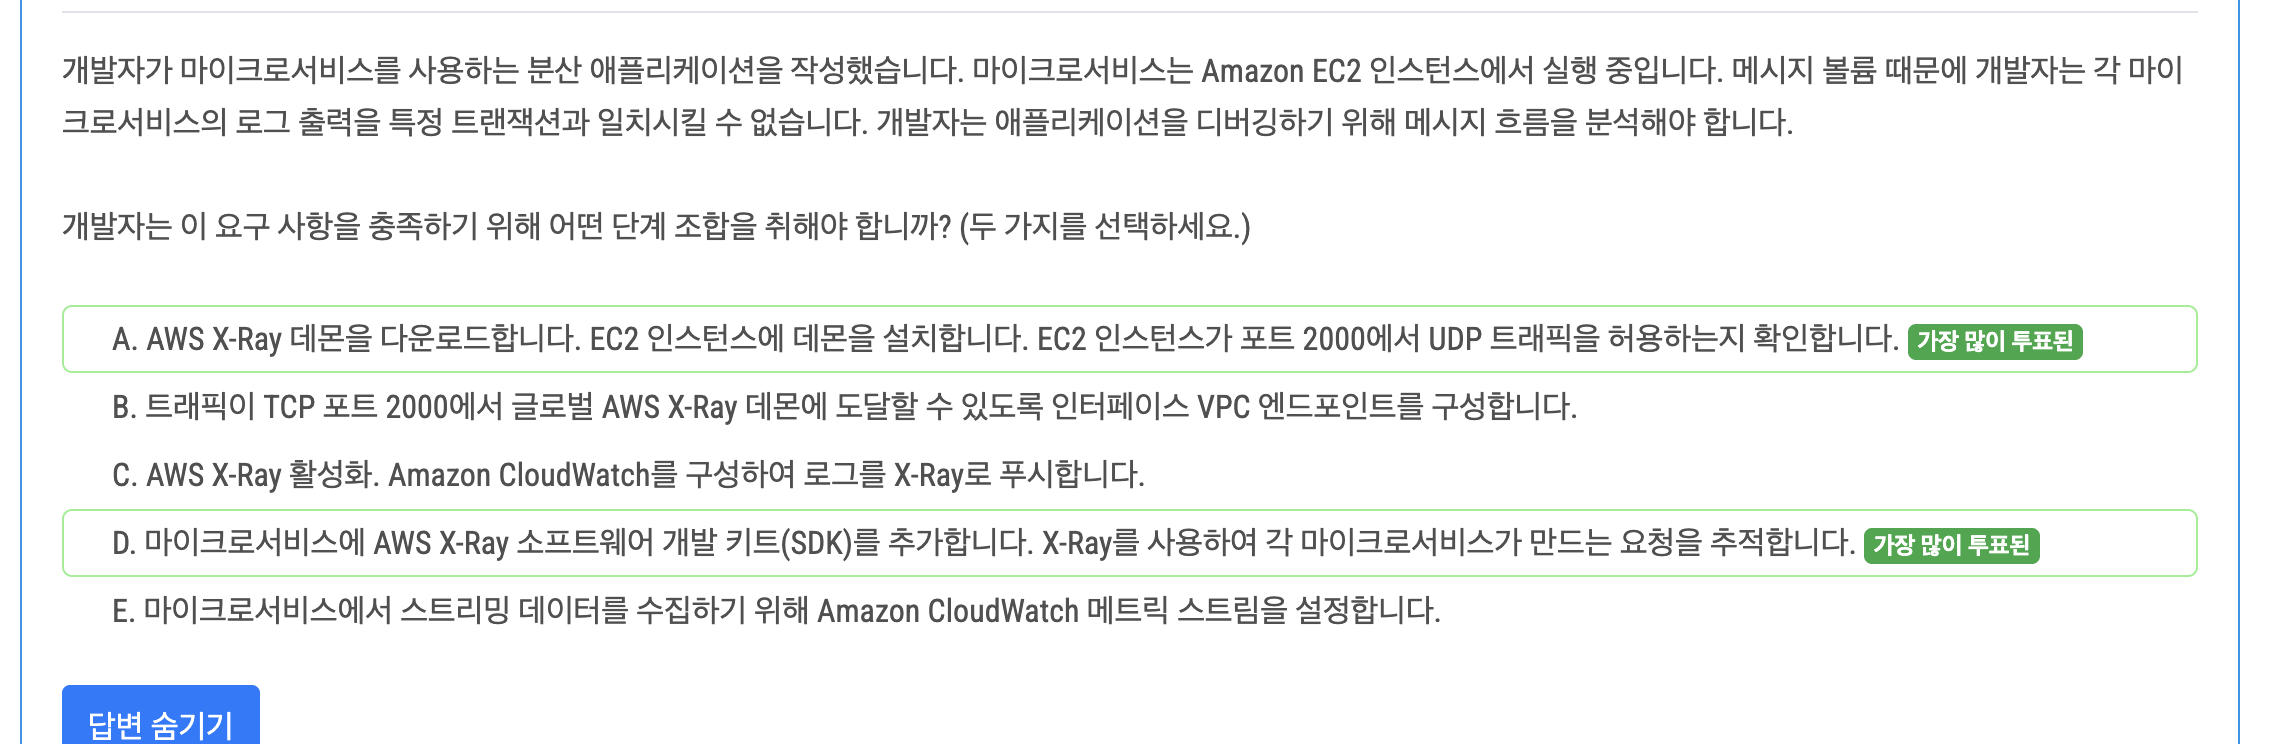 개발자가 마이크로서비스를 사용하는 분산 애플리케이션을 작성했습니다. 마이크로서비스는 Amazon EC2 인스턴스에서 실행 중입니다. 메시지 볼륨 때문에 개발자는 각 마이
크로서비스의 로그 출력을 특정 트랜잭션과 일치시킬 수 없습니다. 개발자는 애플리케이션을 디버깅하기 위해 메시지 흐름을 분석해야 합니다.
개발자는 이 요구 사항을 충족하기 위해 어떤 단계 조합을 취해야 합니까? (두 가지를 선택하세요.)
A. AWS X-Ray 데몬을 다운로드합니다. EC2 인스턴스에 데몬을 설치합니다. EC2 인스턴스가 포트 2000에서 UDP 트래픽을 허용하는지 확인합니다. 가장 많이 투표된
B. 트래픽이 TCP 포트 2000에서 글로벌 AWS X-Ray 데몬에 도달할 수 있도록 인터페이스 VPC 엔드포인트를 구성합니다.
C. AWS X-Ray 활성화. Amazon CloudWatch를 구성하여 로그를 X-Ray로 푸시합니다.
D. 마이크로서비스에 AWS X-Ray 소프트웨어 개발 키트(SDK)를 추가합니다. X-Ray를 사용하여 각 마이크로서비스가 만드는 요청을 추적합니다. 가장 많이 투표된
E. 마이크로서비스에서 스트리밍 데이터를 수집하기 위해 Amazon CloudWatch 메트릭 스트림을 설정합니다.
답변 숨기기